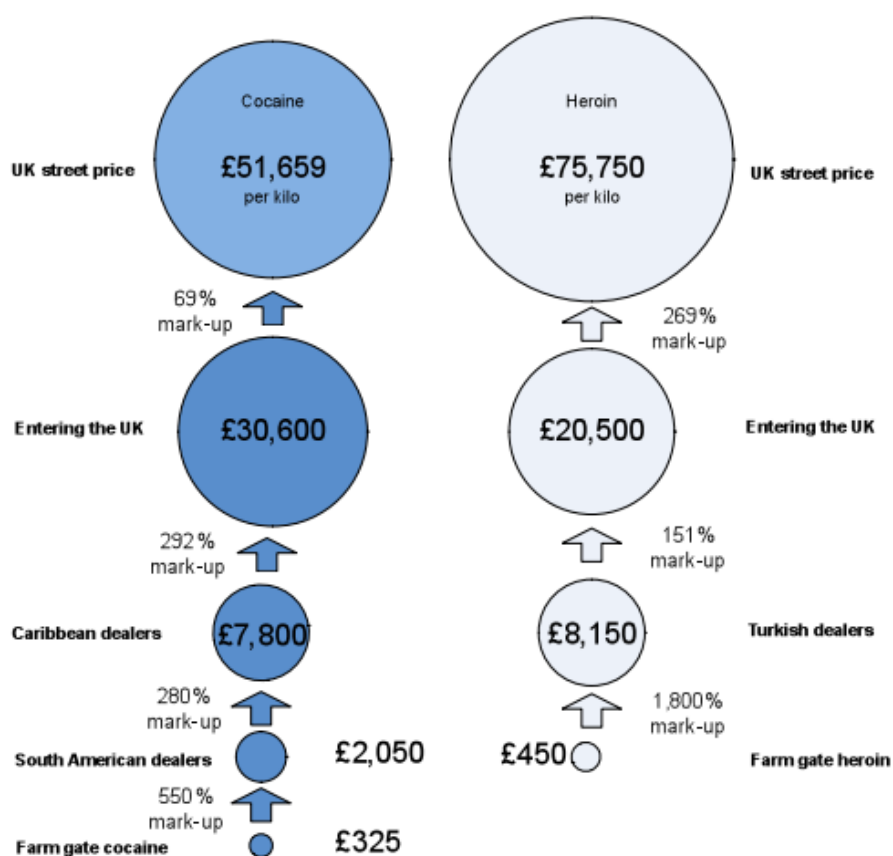 Cocaine
Heroin
UK street price
£51,659
per kilo
£75,750
per kilo
UK street price
69%
mark-up
269%
mark-up
Entering the UK
£30,600
£20,500
Entering the UK
292%
mark-up
151%
mark-up
Caribbean dealers
£7,800
£8,150
Turkish dealers
280%
mark-up
1,800%
mark-up
South American dealers
£2,050
£450
Farm gate heroin
550%
mark-up
Farm gate cocaine
£325